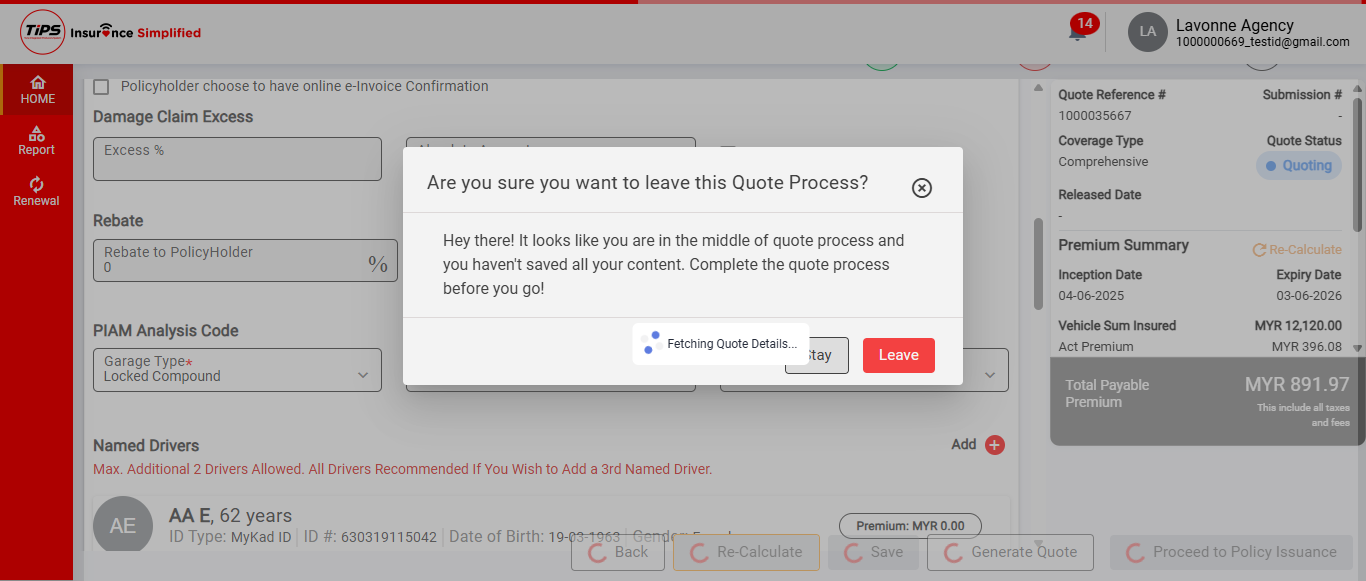 TiPS Insurance Simplified
14
LA
Lavonne Agency
1000000669_testid@gmail.com
HOME
Report
Renewal
Policyholder choose to have online e-Invoice Confirmation
Damage Claim Excess
Excess %
Rebate
Rebate to PolicyHolder
0
%
PIAM Analysis Code
Garage Type*
Locked Compound
Named Drivers
Add
Max. Additional 2 Drivers Allowed. All Drivers Recommended If You Wish to Add a 3rd Named Driver.
AE
AA E, 62 years
ID Type: MyKad ID
ID #: 630319115042
Date of Birth: 19-03-1963
Gender:
Premium: MYR 0.00
Are you sure you want to leave this Quote Process?
Hey there! It looks like you are in the middle of quote process and
you haven't saved all your content. Complete the quote process
before you go!
Fetching Quote Details...
Stay
Leave
Quote Reference #
Submission #
1000035667
-
Coverage Type
Quote Status
Comprehensive
Quoting
Released Date
-
Premium Summary
Re-Calculate
Inception Date
Expiry Date
04-06-2025
03-06-2026
Vehicle Sum Insured
MYR 12,120.00
Act Premium
MYR 396.08
Total Payable
Premium
MYR 891.97
This include all taxes
and fees
Back
Re-Calculate
Save
Generate Quote
Proceed to Policy Issuance